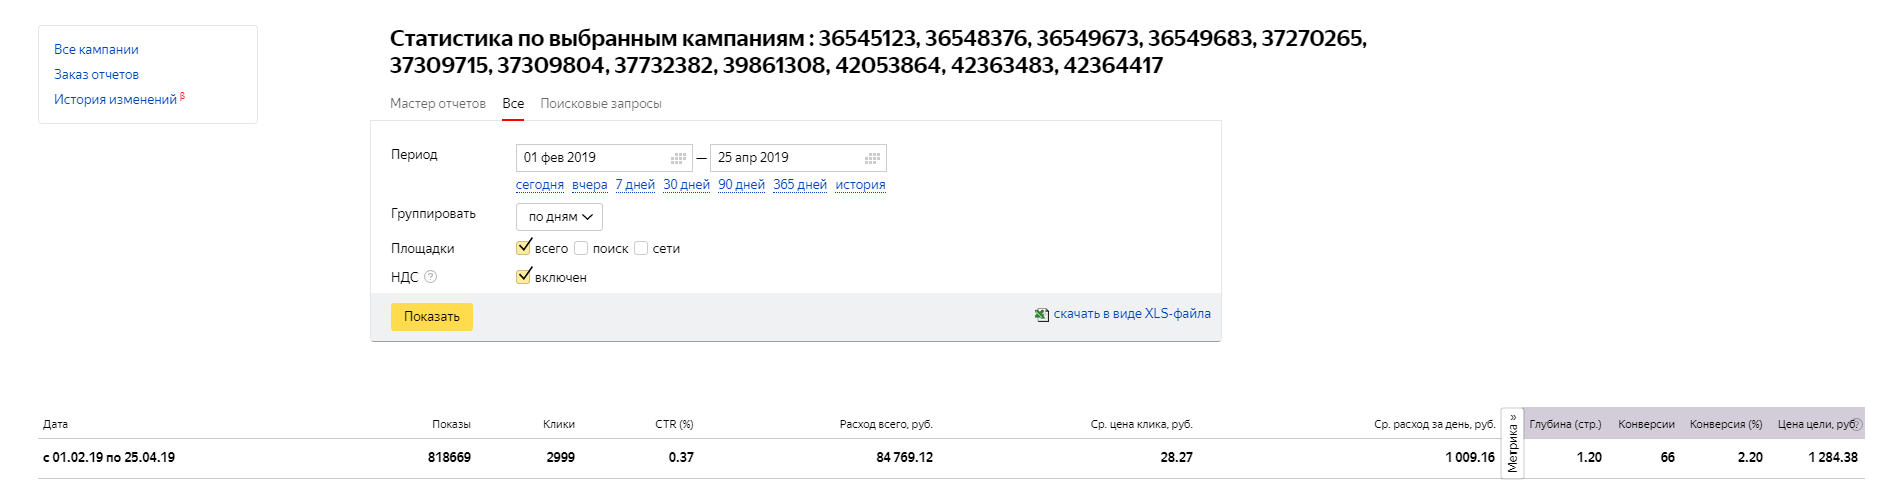 Все кампании
Заказ отчетов
История изменений β
Статистика по выбранным кампаниям : 36545123, 36548376, 36549673, 36549683, 37270265,
37309715, 37309804, 37732382, 39861308, 42053864, 42363483, 42364417
Мастер отчетов Все Поисковые запросы
Период 01 фев 2019 — 25 апр 2019
сегодня вчера 7 дней 30 дней 90 дней 365 дней история
Группировать по дням
Площадки всего поиск сети
НДС ? включен
Показать скачать в виде XLS-файла
Дата Показы Клики CTR (%) Расход всего, руб. Ср. цена клика, руб. Ср. расход за день, руб. Метрика » Глубина (стр.) Конверсии Конверсия (%) Цена цели, руб. ?
с 01.02.19 по 25.04.19 818669 2999 0.37 84 769.12 28.27 1 009.16 1.20 66 2.20 1 284.38